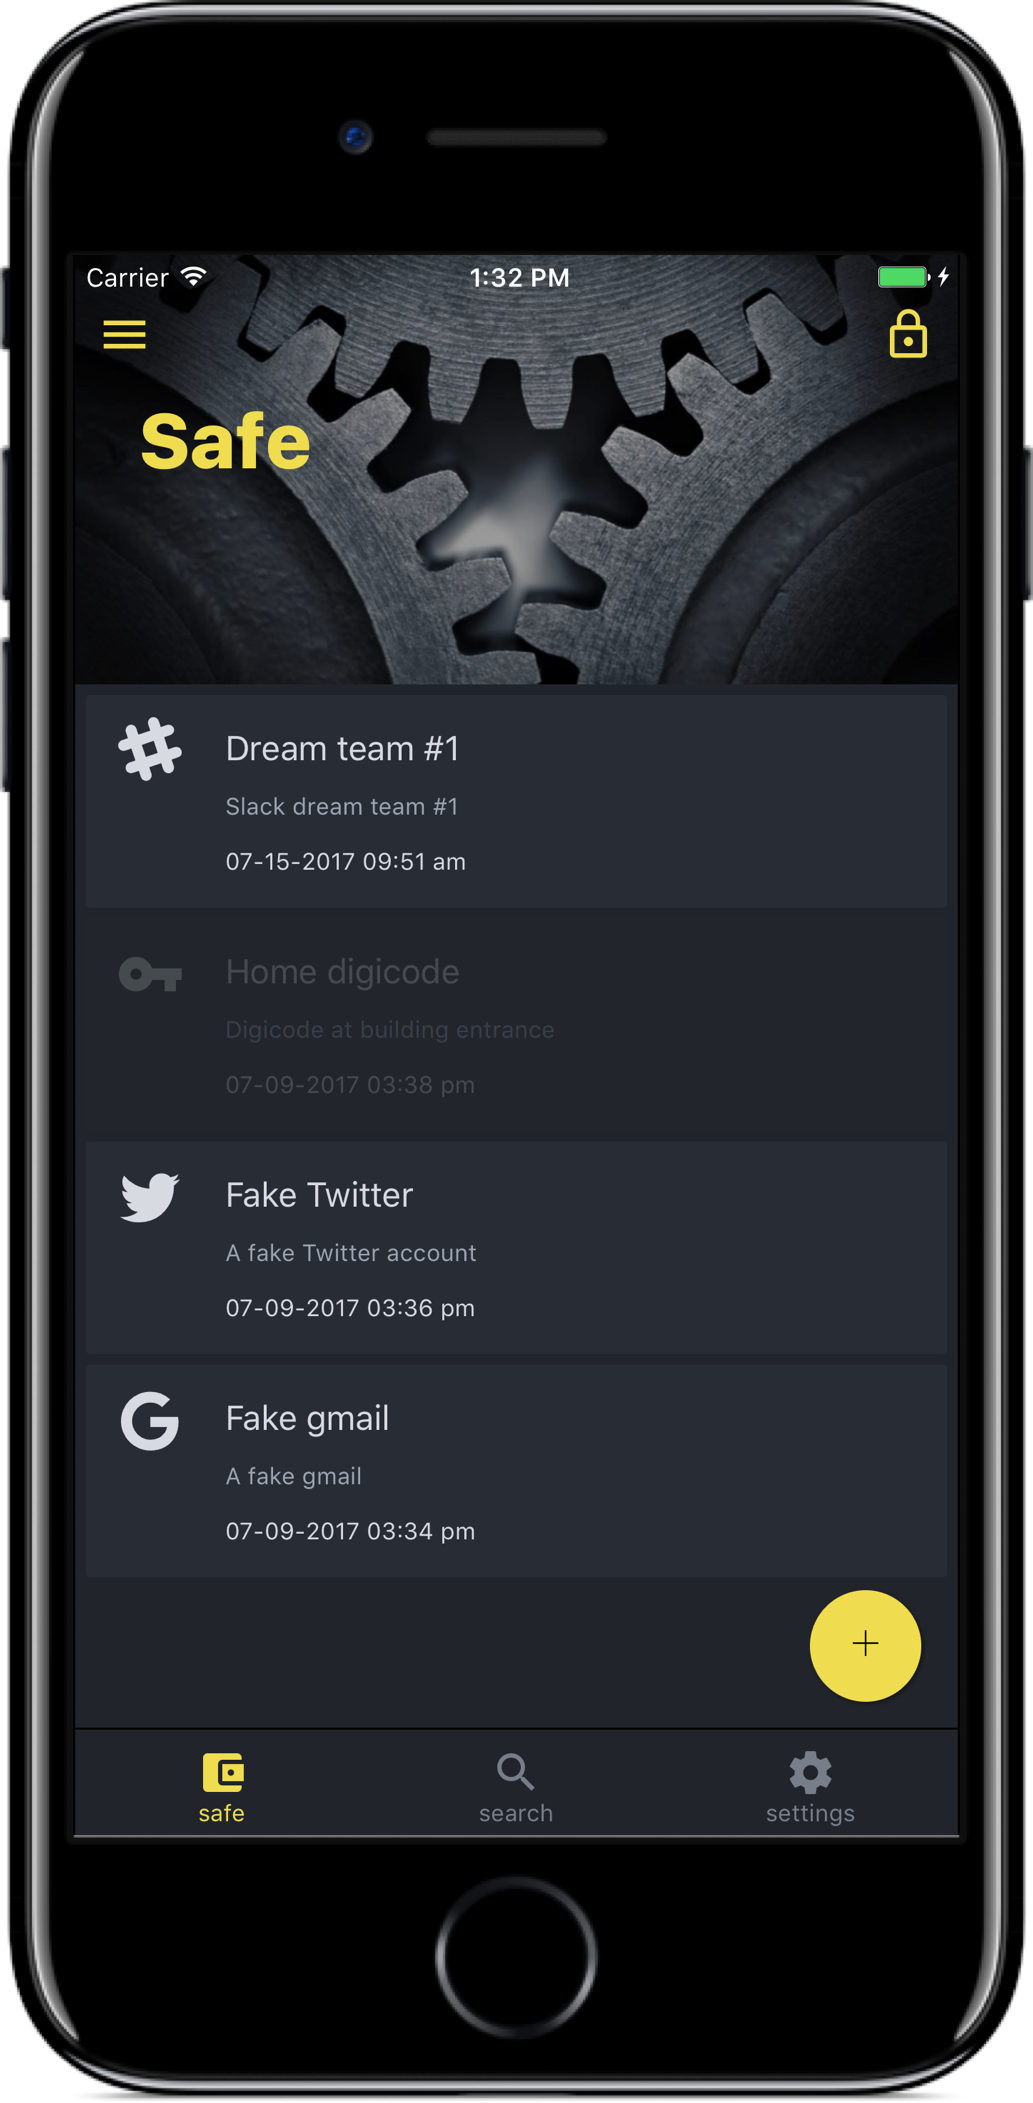 Carrier 1:32 PM
Safe
Dream team #1
Slack dream team #1
07-15-2017 09:51 am
Home digicode
Digicode at building entrance
07-09-2017 03:38 pm
Fake Twitter
A fake Twitter account
07-09-2017 03:36 pm
Fake gmail
A fake gmail
07-09-2017 03:34 pm
+
safe search settings